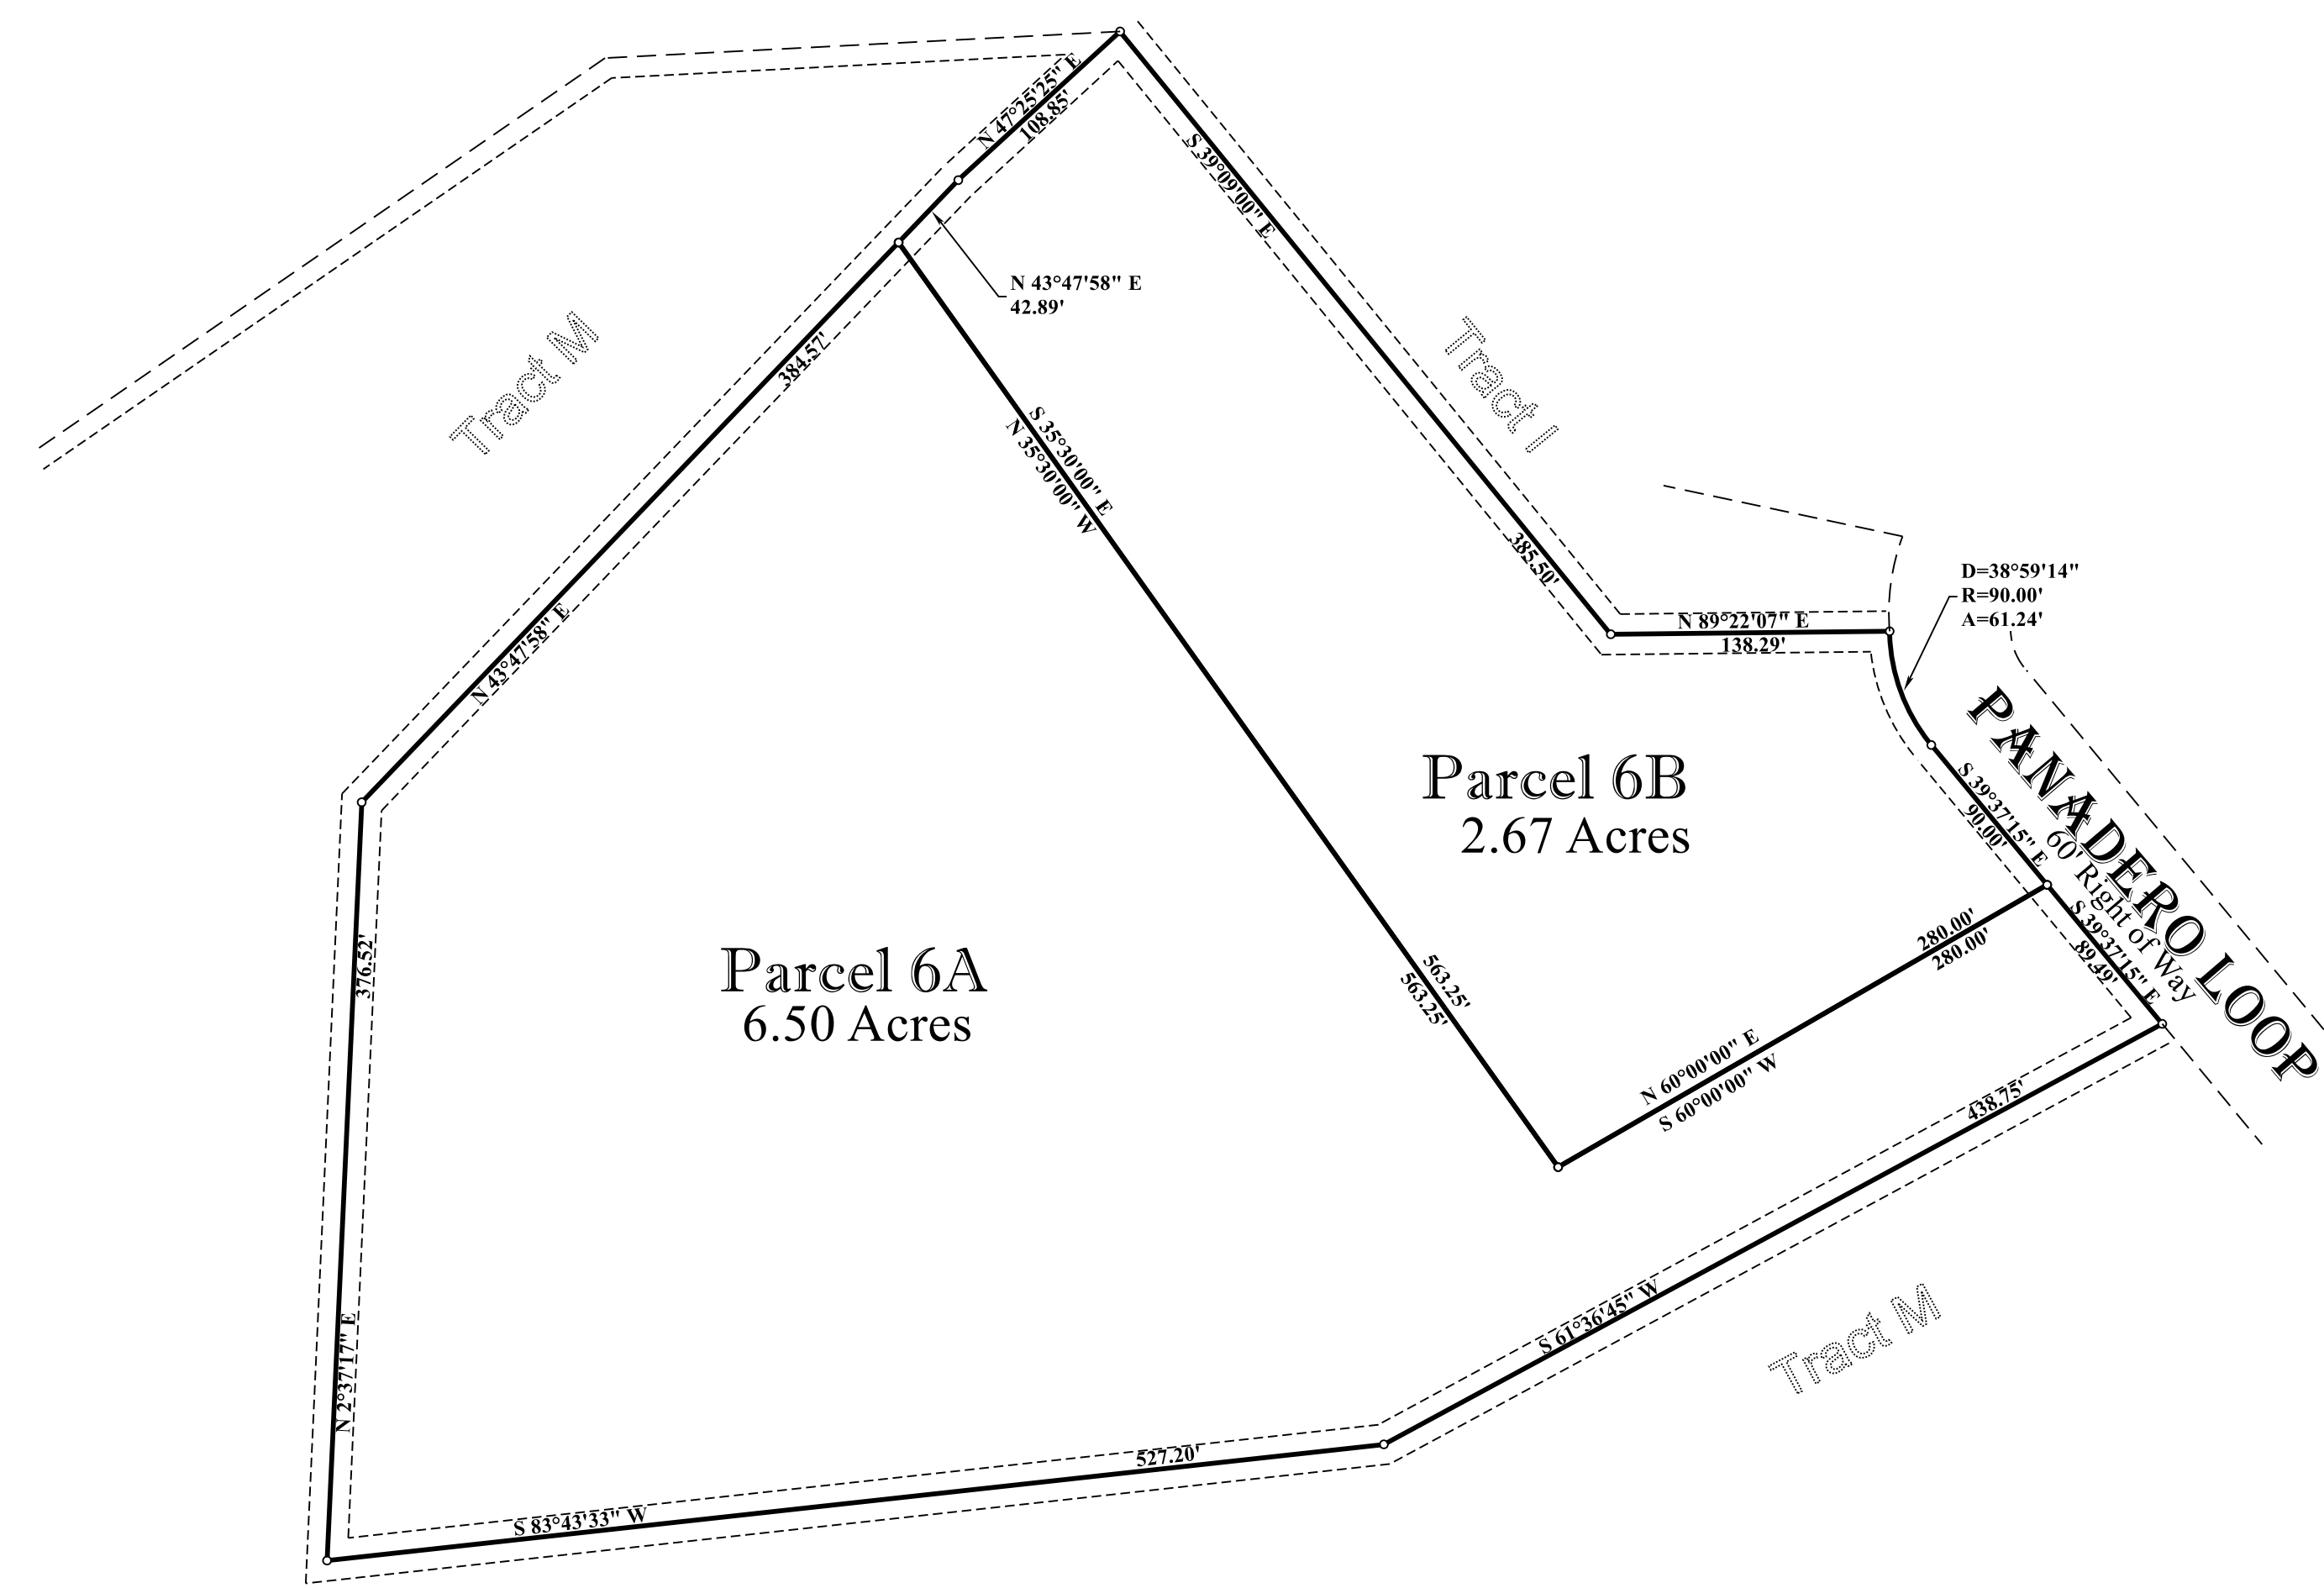 N 47°25'25" E
108.85'
S 39°09'00" E
385.50'
N 43°47'58" E
42.89'
Tract M
384.57'
N 43°47'58" E
S 35°30'00" E
N 35°30'00" W
563.25'
563.25'
Tract I
N 89°22'07" E
138.29'
D=38°59'14"
R=90.00'
A=61.24'
PANADERO LOOP
60' Right of Way
S 39°37'15" E
90.00'
S 39°37'15" E
89.49'
Parcel 6B
2.67 Acres
Parcel 6A
6.50 Acres
280.00'
280.00'
N 60°00'00" E
S 60°00'00" W
376.52'
N 2°37'17" E
438.75'
S 61°36'45" W
Tract M
527.20'
S 83°43'33" W